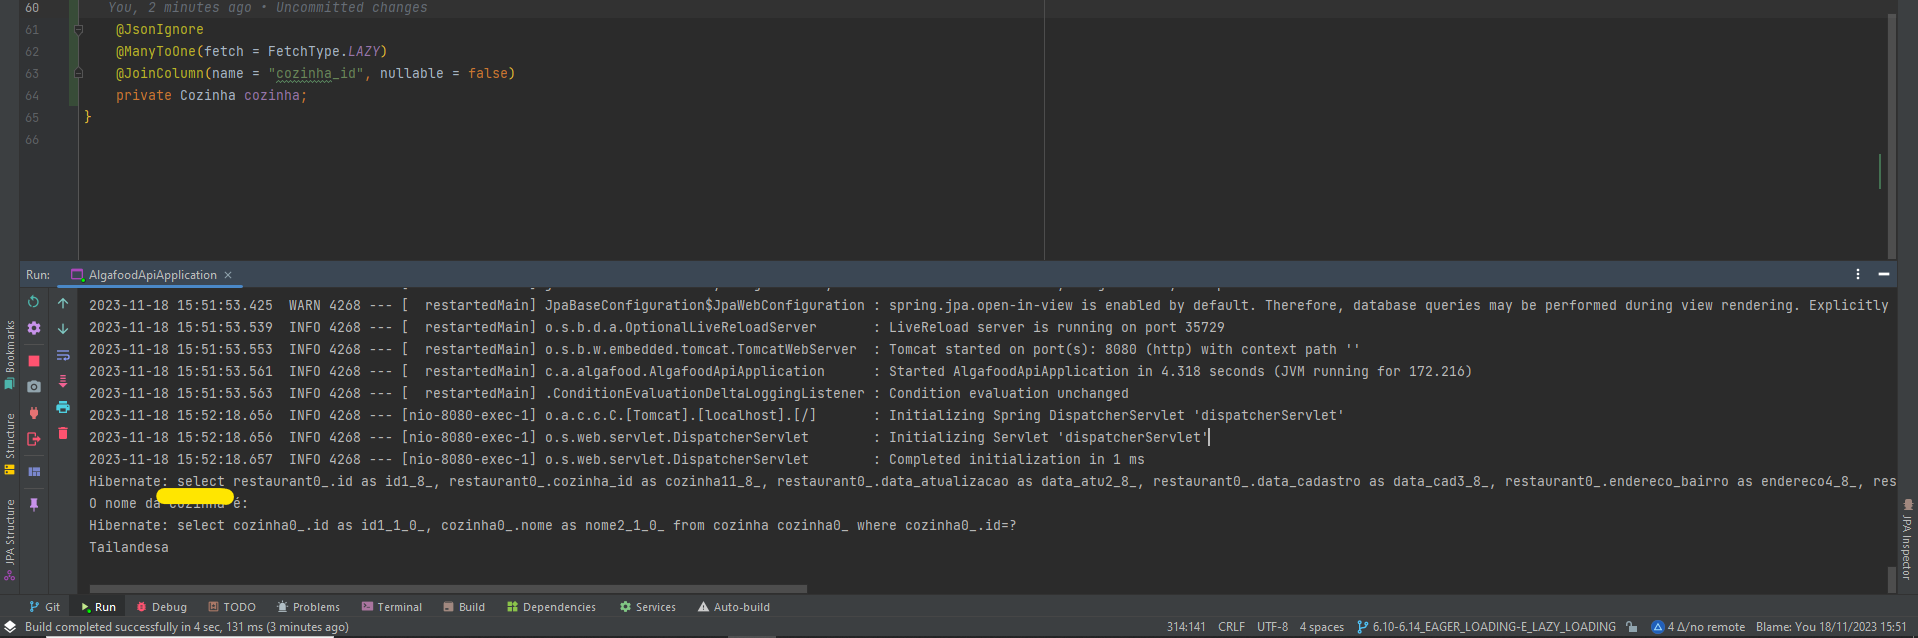 60 You, 2 minutes ago • Uncommitted changes
61 @JsonIgnore
62 @ManyToOne(fetch = FetchType.LAZY)
63 @JoinColumn(name = "cozinha_id", nullable = false)
64 private Cozinha cozinha;
65 }
66
Run: AlgafoodApiApplication ×
2023-11-18 15:51:53.425 WARN 4268 --- [ restartedMain] JpaBaseConfiguration$JpaWebConfiguration : spring.jpa.open-in-view is enabled by default. Therefore, database queries may be performed during view rendering. Explicitly
2023-11-18 15:51:53.539 INFO 4268 --- [ restartedMain] o.s.b.d.a.OptionalLiveReloadServer : LiveReload server is running on port 35729
2023-11-18 15:51:53.553 INFO 4268 --- [ restartedMain] o.s.b.w.embedded.tomcat.TomcatWebServer : Tomcat started on port(s): 8080 (http) with context path ''
2023-11-18 15:51:53.561 INFO 4268 --- [ restartedMain] c.a.algafood.AlgafoodApiApplication : Started AlgafoodApiApplication in 4.318 seconds (JVM running for 172.216)
2023-11-18 15:51:53.563 INFO 4268 --- [ restartedMain] .ConditionEvaluationDeltaLoggingListener : Condition evaluation unchanged
2023-11-18 15:52:18.656 INFO 4268 --- [nio-8080-exec-1] o.a.c.c.C.[Tomcat].[localhost].[/] : Initializing Spring DispatcherServlet 'dispatcherServlet'
2023-11-18 15:52:18.656 INFO 4268 --- [nio-8080-exec-1] o.s.web.servlet.DispatcherServlet : Initializing Servlet 'dispatcherServlet'
2023-11-18 15:52:18.657 INFO 4268 --- [nio-8080-exec-1] o.s.web.servlet.DispatcherServlet : Completed initialization in 1 ms
Hibernate: select restaurant0_.id as id1_8_, restaurant0_.cozinha_id as cozinha11_8_, restaurant0_.data_atualizacao as data_atu2_8_, restaurant0_.data_cadastro as data_cad3_8_, restaurant0_.endereco_bairro as endereco4_8_, res
O nome da cozinha é:
Hibernate: select cozinha0_.id as id1_1_0_, cozinha0_.nome as nome2_1_0_ from cozinha cozinha0_ where cozinha0_.id=?
Tailandesa
Bookmarks
Structure
JPA Structure
JPA Inspector
Git Run Debug TODO Problems Terminal Build Dependencies Services Auto-build
Build completed successfully in 4 sec, 131 ms (3 minutes ago) 314:141 CRLF UTF-8 4 spaces 6.10-6.14_EAGER_LOADING-E_LAZY_LOADING 4 Δ/no remote Blame: You 18/11/2023 15:51